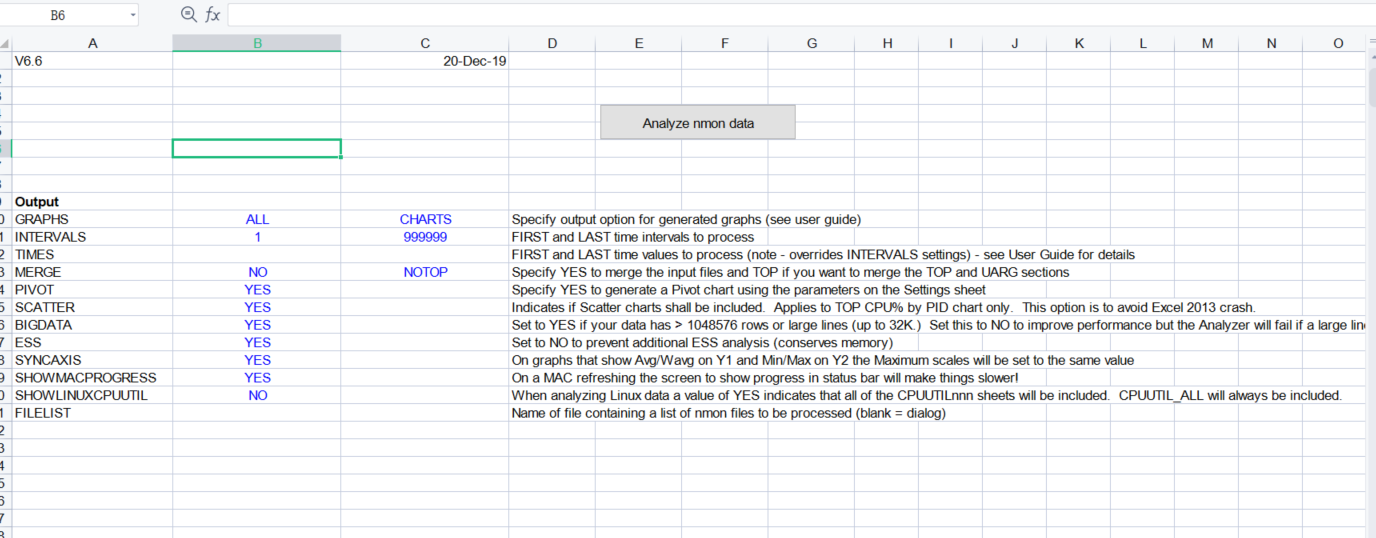 B6 fx
A B C D E F G H I J K L M N O
V6.6 20-Dec-19
Analyze nmon data
Output
GRAPHS ALL CHARTS Specify output option for generated graphs (see user guide)
INTERVALS 1 999999 FIRST and LAST time intervals to process
TIMES FIRST and LAST time values to process (note - overrides INTERVALS settings) - see User Guide for details
MERGE NO NOTOP Specify YES to merge the input files and TOP if you want to merge the TOP and UARG sections
PIVOT YES Specify YES to generate a Pivot chart using the parameters on the Settings sheet
SCATTER YES Indicates if Scatter charts shall be included. Applies to TOP CPU% by PID chart only. This option is to avoid Excel 2013 crash.
BIGDATA YES Set to YES if your data has > 1048576 rows or large lines (up to 32K.) Set this to NO to improve performance but the Analyzer will fail if a large
ESS YES Set to NO to prevent additional ESS analysis (conserves memory)
SYNCAXIS YES On graphs that show Avg/Wavg on Y1 and Min/Max on Y2 the Maximum scales will be set to the same value
SHOWMACPROGRESS YES On a MAC refreshing the screen to show progress in status bar will make things slower!
SHOWLINUXCPUUTIL NO When analyzing Linux data a value of YES indicates that all of the CPUUTILnnn sheets will be included. CPUUTIL_ALL will always be included.
FILELIST Name of file containing a list of nmon files to be processed (blank = dialog)